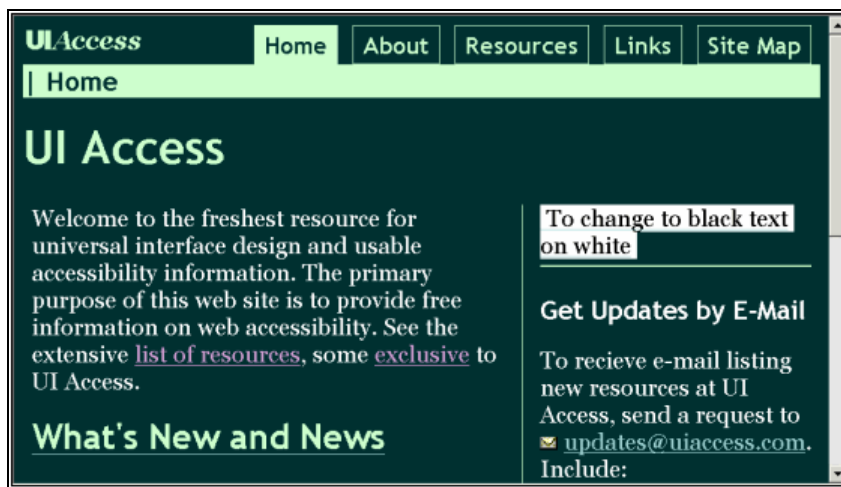 UIAccess
Home About Resources Links Site Map
| Home
UI Access
Welcome to the freshest resource for
universal interface design and usable
accessibility information. The primary
purpose of this web site is to provide free
information on web accessibility. See the
extensive list of resources, some exclusive to
UI Access.
What's New and News
To change to black text
on white
Get Updates by E-Mail
To recieve e-mail listing
new resources at UI
Access, send a request to
updates@uiaccess.com.
Include: